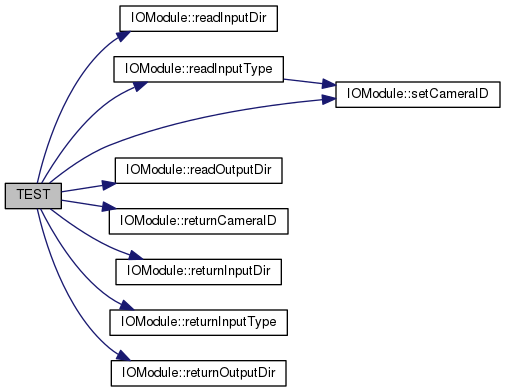 IOModule::readInputDir
IOModule::readInputType
IOModule::setCameraID
IOModule::readOutputDir
TEST
IOModule::returnCameraID
IOModule::returnInputDir
IOModule::returnInputType
IOModule::returnOutputDir